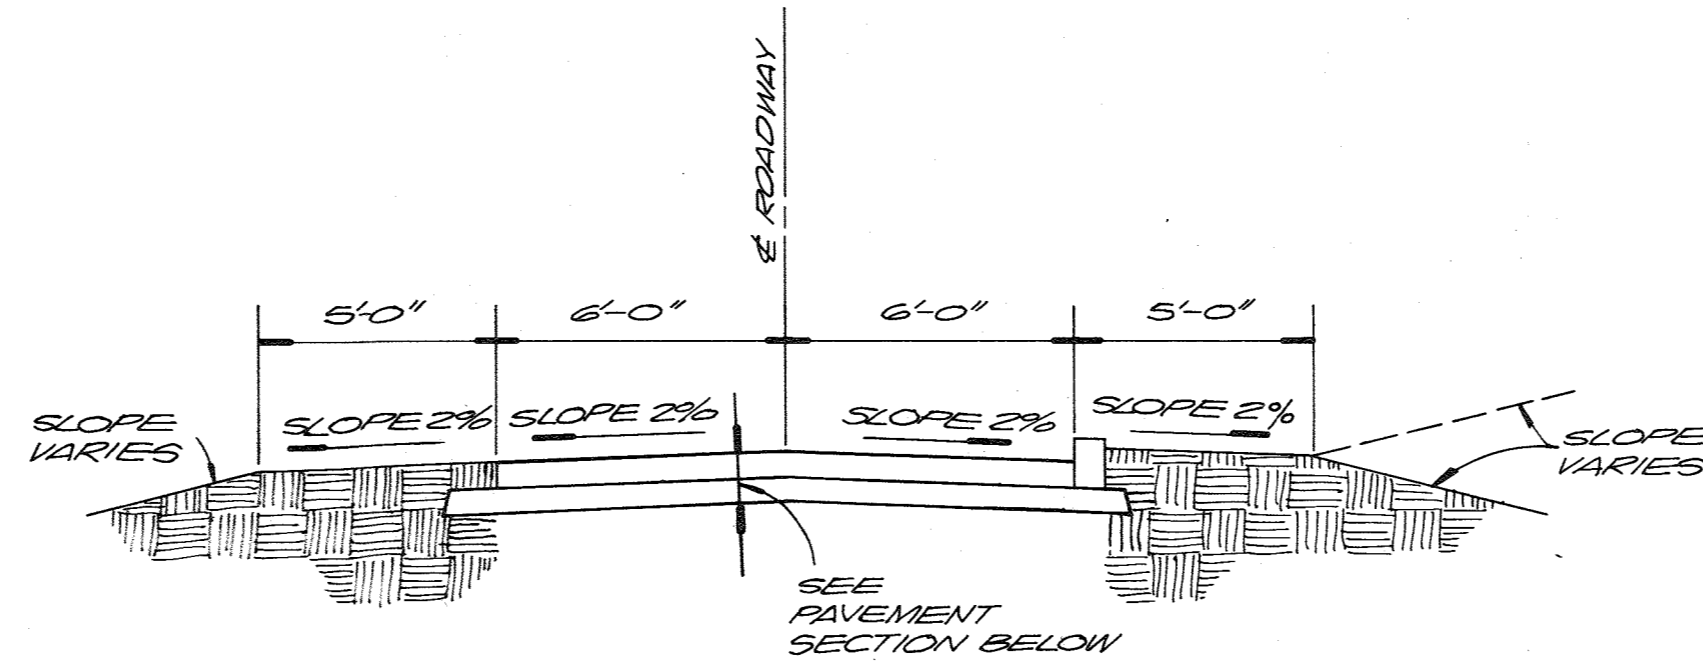 ℄ ROADWAY
5'-0" 6'-0" 6'-0" 5'-0"
SLOPE
VARIES
SLOPE 2% SLOPE 2% SLOPE 2% SLOPE 2%
SLOPE
VARIES
SEE
PAVEMENT
SECTION BELOW